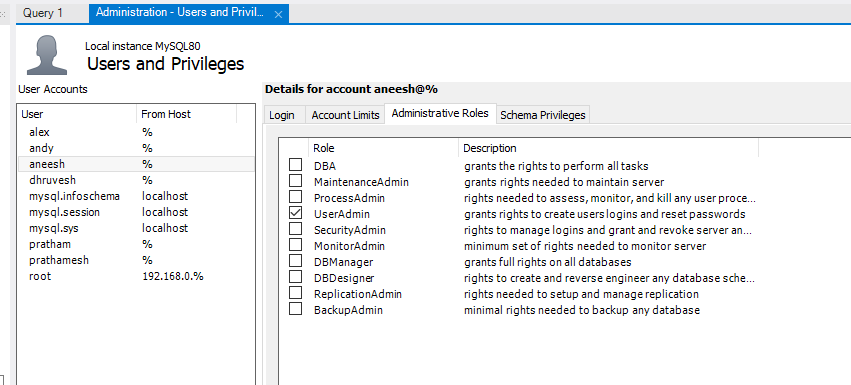 Query 1 Administration - Users and Privil...
Local instance MySQL80
Users and Privileges
User Accounts
User From Host
alex %
andy %
aneesh %
dhruvesh %
mysql.infoschema localhost
mysql.session localhost
mysql.sys localhost
pratham %
prathamesh %
root 192.168.0.%
Details for account aneesh@%
Login Account Limits Administrative Roles Schema Privileges
Role Description
DBA grants the rights to perform all tasks
MaintenanceAdmin grants rights needed to maintain server
ProcessAdmin rights needed to assess, monitor, and kill any user proce...
UserAdmin grants rights to create users logins and reset passwords
SecurityAdmin rights to manage logins and grant and revoke server an...
MonitorAdmin minimum set of rights needed to monitor server
DBManager grants full rights on all databases
DBDesigner rights to create and reverse engineer any database sche...
ReplicationAdmin rights needed to setup and manage replication
BackupAdmin minimal rights needed to backup any database